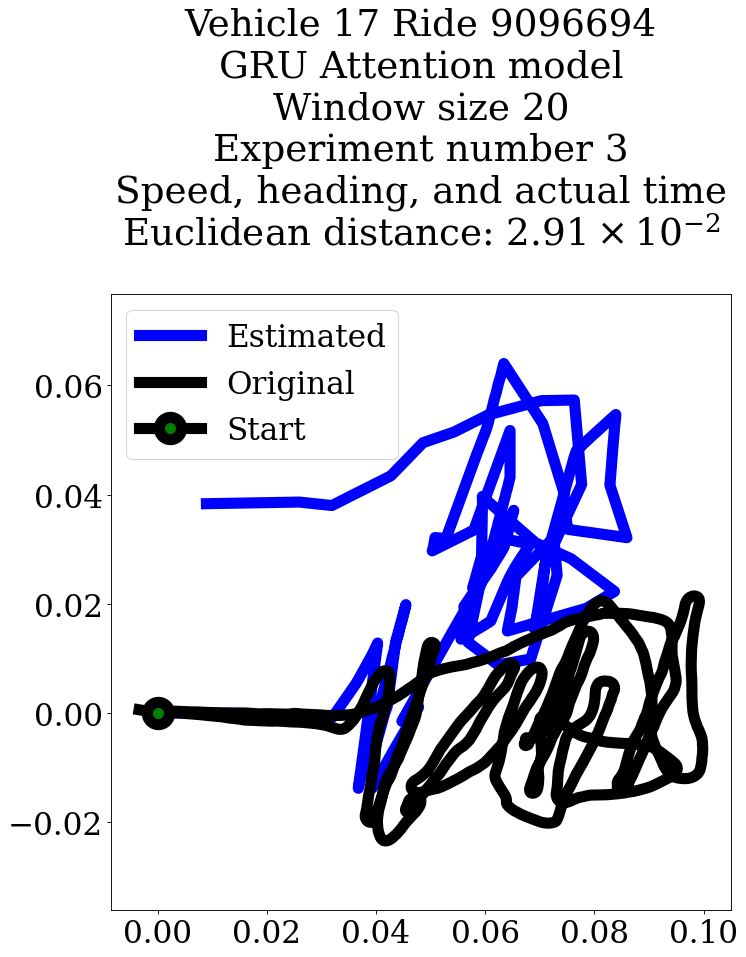 Vehicle 17 Ride 9096694
GRU Attention model
Window size 20
Experiment number 3
Speed, heading, and actual time
Euclidean distance: 2.91 × 10⁻²
Estimated
Original
Start
0.06
0.04
0.02
0.00
−0.02
0.00 0.02 0.04 0.06 0.08 0.10